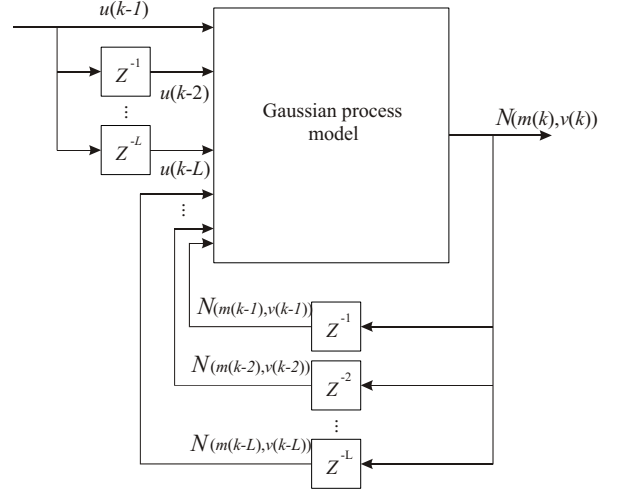 u(k-1)
Z⁻¹
u(k-2)
⋮
Z⁻ᴸ
u(k-L)
⋮
Gaussian process
model
N(m(k),v(k))
N(m(k-1),v(k-1))
Z⁻¹
N(m(k-2),v(k-2))
Z⁻²
⋮
N(m(k-L),v(k-L))
Z⁻ᴸ